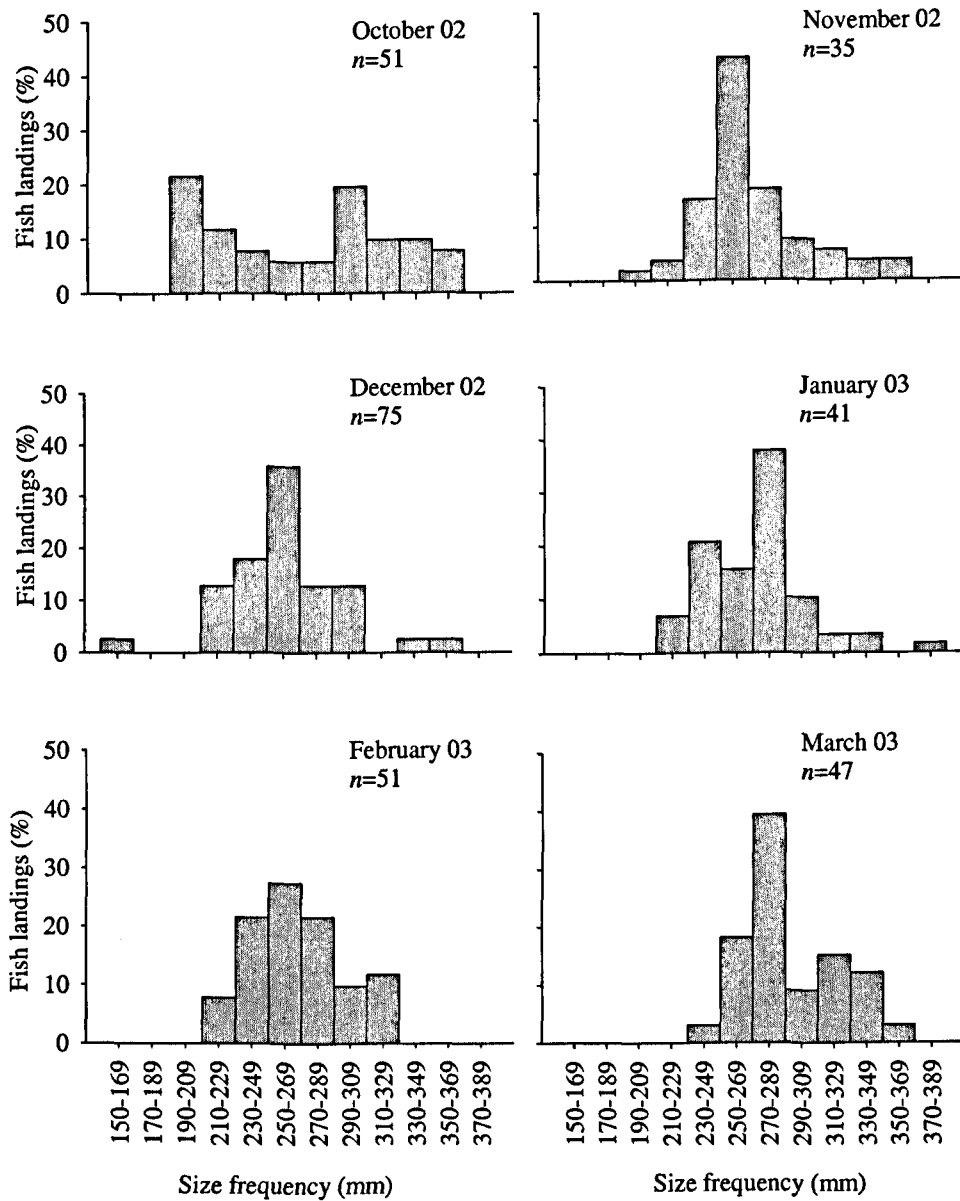 October 02
n=51
50
40
30
20
10
0
Fish landings (%)
November 02
n=35
December 02
n=75
50
40
30
20
10
0
Fish landings (%)
January 03
n=41
February 03
n=51
50
40
30
20
10
0
Fish landings (%)
March 03
n=47
150-169
170-189
190-209
210-229
230-249
250-269
270-289
290-309
310-329
330-349
350-369
370-389
Size frequency (mm)
150-169
170-189
190-209
210-229
230-249
250-269
270-289
290-309
310-329
330-349
350-369
370-389
Size frequency (mm)